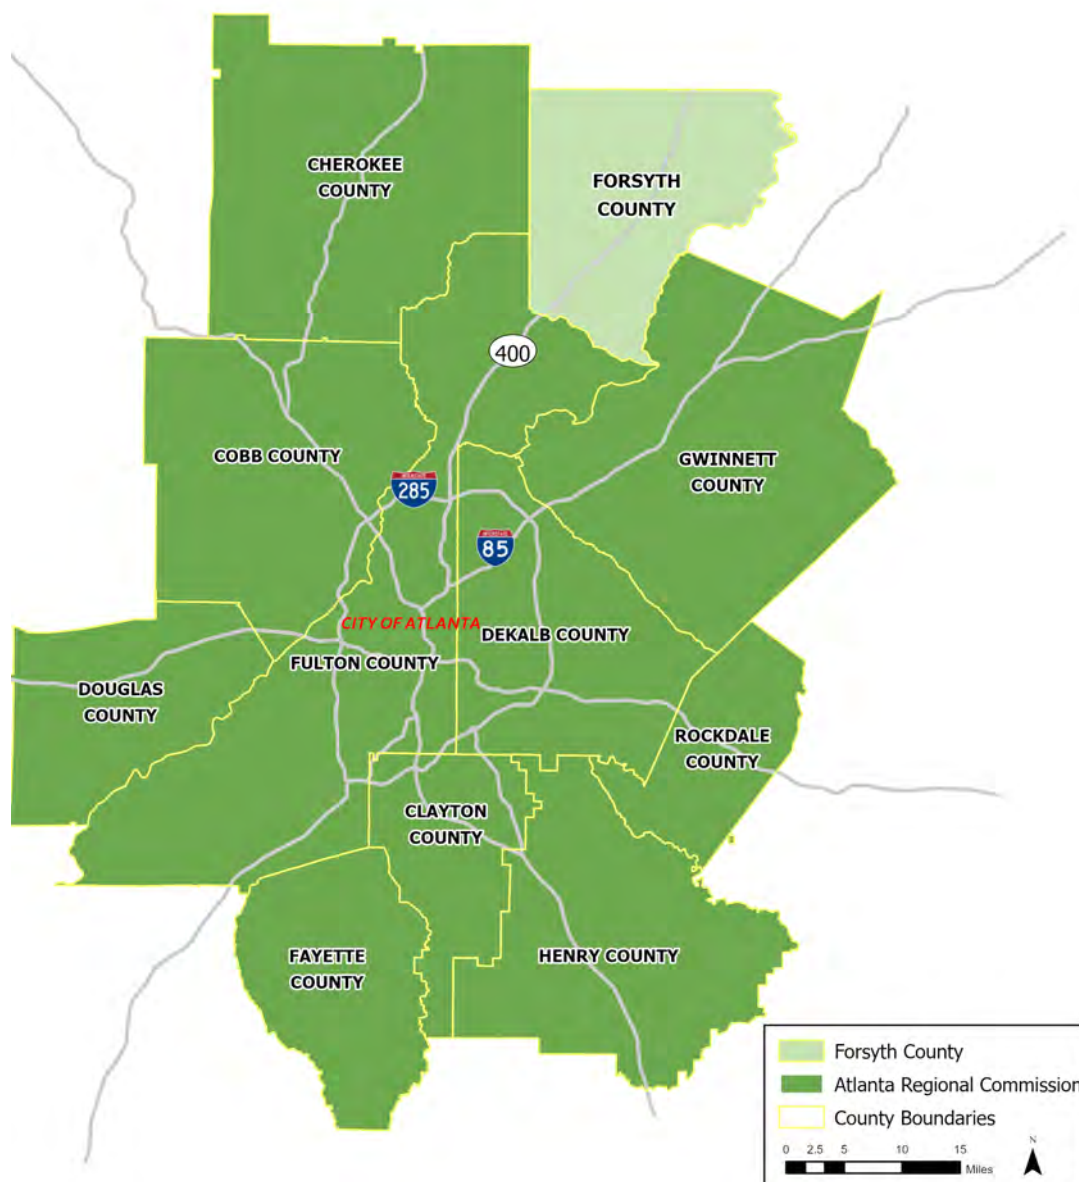 CHEROKEE
COUNTY
FORSYTH
COUNTY
400
COBB COUNTY
GWINNETT
COUNTY
285
85
CITY OF ATLANTA
DEKALB COUNTY
FULTON COUNTY
DOUGLAS
COUNTY
ROCKDALE
COUNTY
CLAYTON
COUNTY
FAYETTE
COUNTY
HENRY COUNTY
Forsyth County
Atlanta Regional Commission
County Boundaries
0 2.5 5 10 15
Miles
N